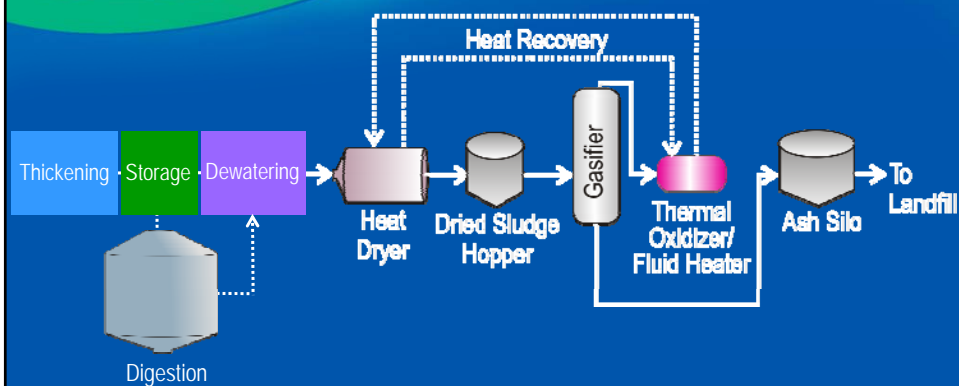 Heat Recovery
Thickening
Storage
Dewatering
Heat
Dryer
Dried Sludge
Hopper
Gasifier
Thermal
Oxidizer/
Fluid Heater
Ash Silo
To
Landfill
Digestion